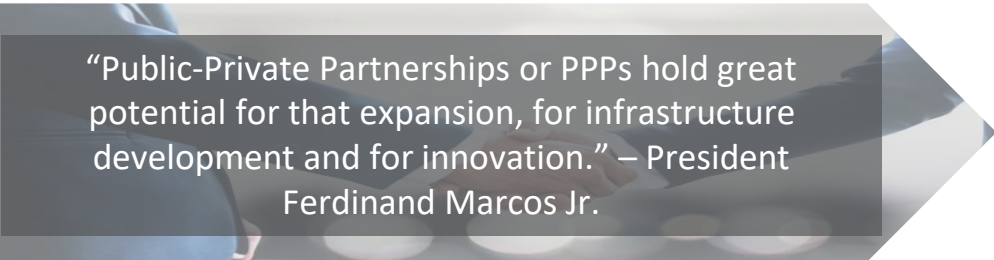 “Public-Private Partnerships or PPPs hold great
potential for that expansion, for infrastructure
development and for innovation.” – President
Ferdinand Marcos Jr.